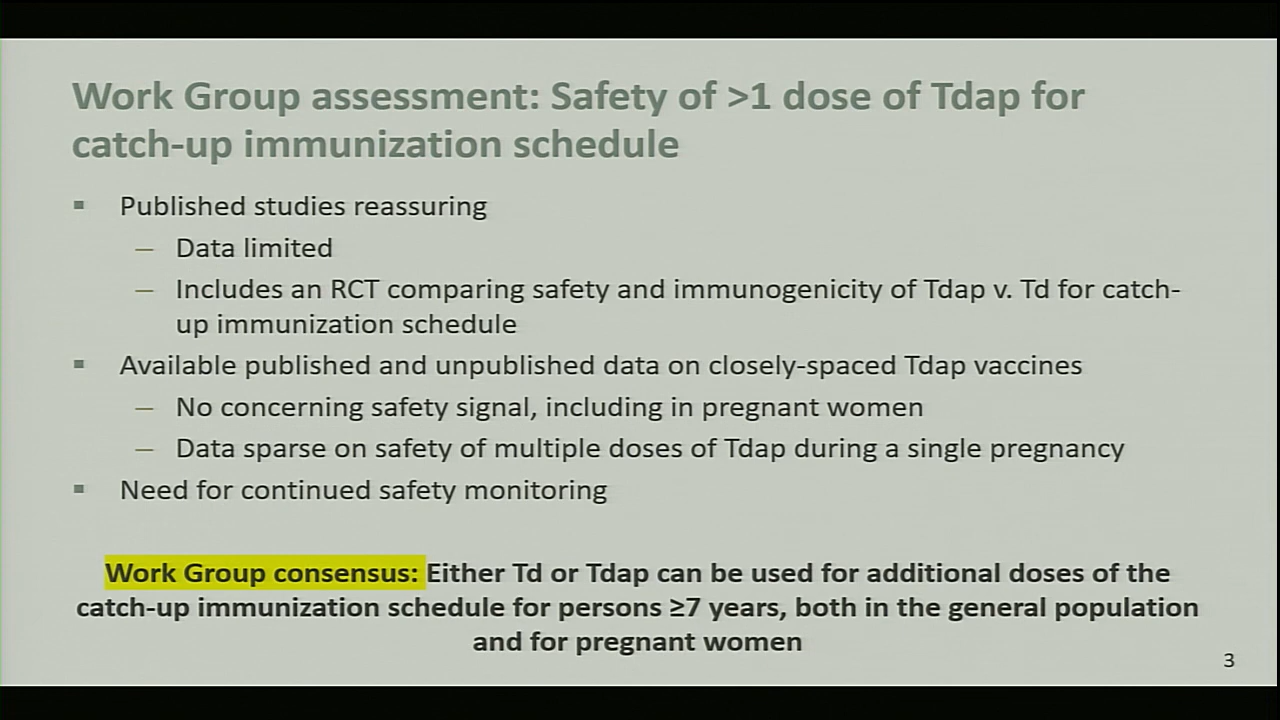 Work Group assessment: Safety of >1 dose of Tdap for
catch-up immunization schedule
▪ Published studies reassuring
– Data limited
– Includes an RCT comparing safety and immunogenicity of Tdap v. Td for catch-
up immunization schedule
▪ Available published and unpublished data on closely-spaced Tdap vaccines
– No concerning safety signal, including in pregnant women
– Data sparse on safety of multiple doses of Tdap during a single pregnancy
▪ Need for continued safety monitoring
Work Group consensus: Either Td or Tdap can be used for additional doses of the
catch-up immunization schedule for persons ≥7 years, both in the general population
and for pregnant women
3